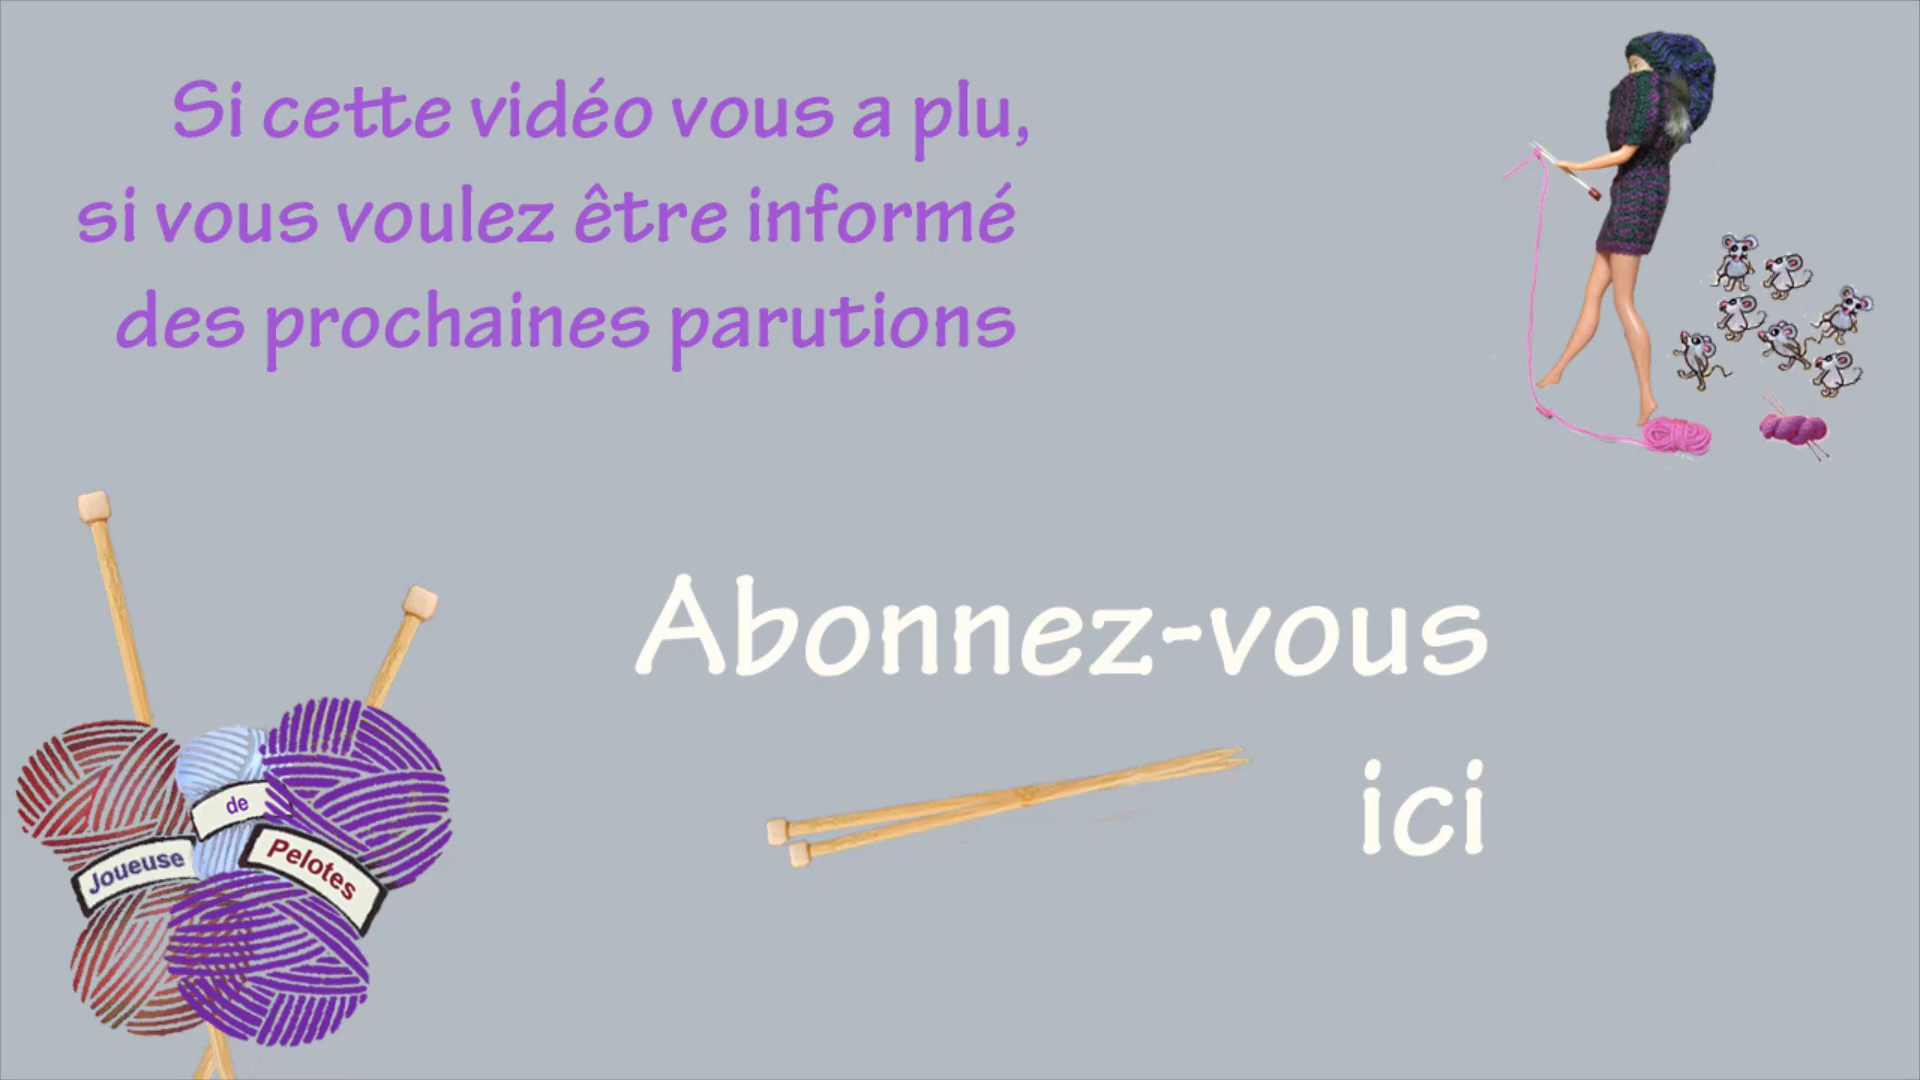 Si cette vidéo vous a plu,
si vous voulez être informé
des prochaines parutions
Abonnez-vous
ici
Joueuse
de
Pelotes